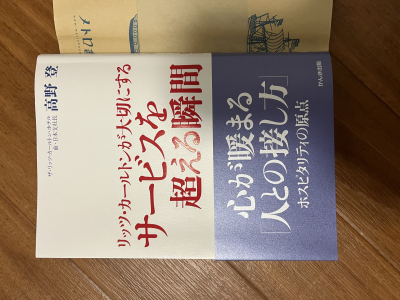 リッツ・カールトンが大切にする
サービスを
超える瞬間
高野 登
ザ・リッツ・カールトン・ホテル
前・日本支社長
心が暖まる
「人との接し方」
ホスピタリティの原点
かんき出版